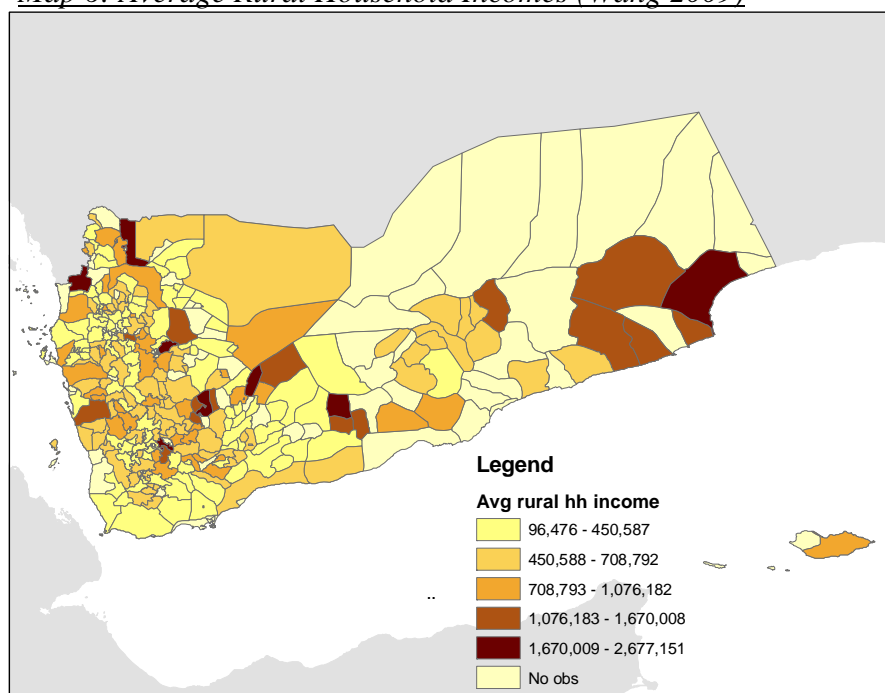 Map 6: Average Rural Household Incomes (Wang 2009)
Legend
Avg rural hh income
96,476 - 450,587
450,588 - 708,792
708,793 - 1,076,182
1,076,183 - 1,670,008
1,670,009 - 2,677,151
No obs